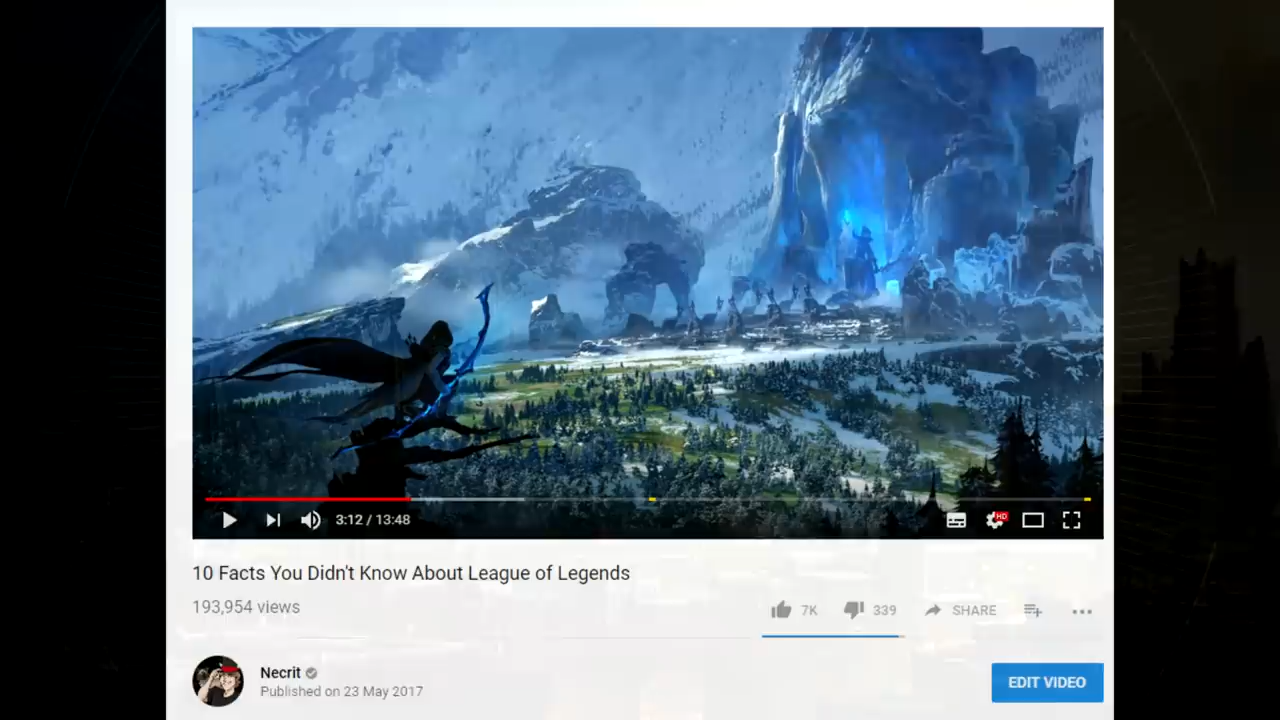 HD
3:12 / 13:48
10 Facts You Didn't Know About League of Legends
193,954 views
7K
339
SHARE
Necrit
Published on 23 May 2017
EDIT VIDEO